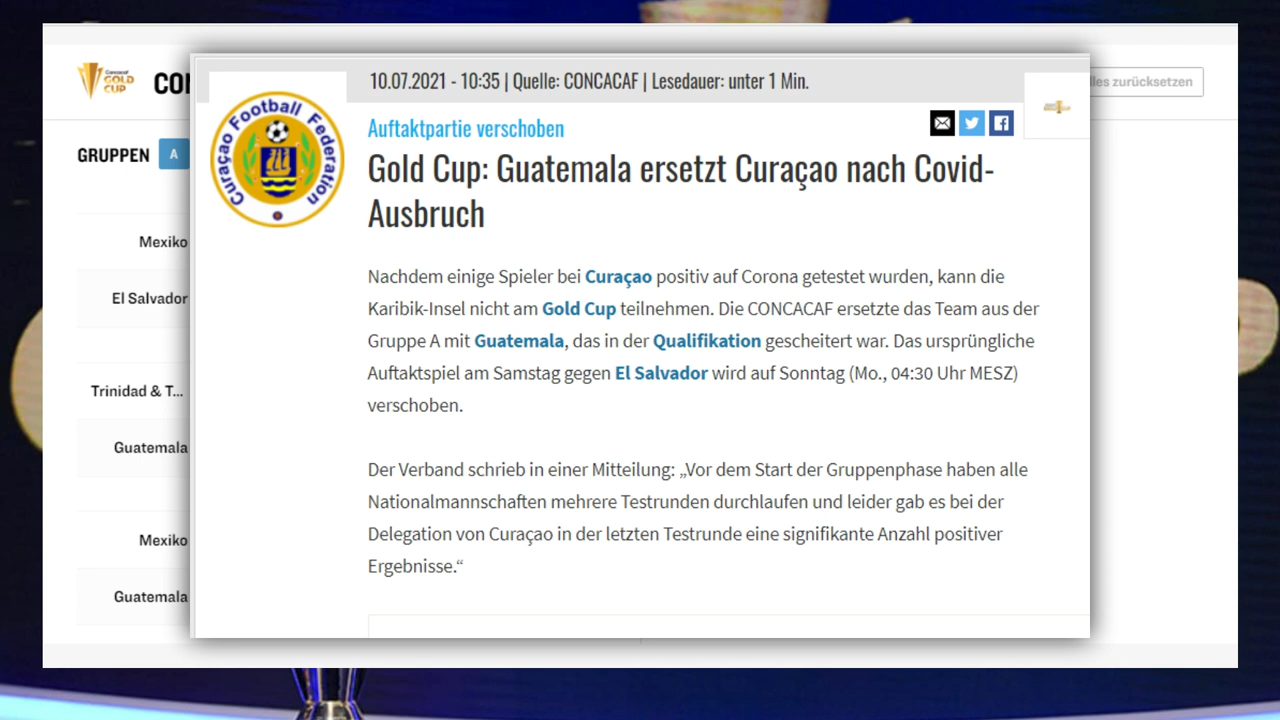 10.07.2021 - 10:35 | Quelle: CONCACAF | Lesedauer: unter 1 Min.
Auftaktpartie verschoben
Gold Cup: Guatemala ersetzt Curaçao nach Covid-
Ausbruch
Nachdem einige Spieler bei Curaçao positiv auf Corona getestet wurden, kann die
Karibik-Insel nicht am Gold Cup teilnehmen. Die CONCACAF ersetzte das Team aus der
Gruppe A mit Guatemala, das in der Qualifikation gescheitert war. Das ursprüngliche
Auftaktspiel am Samstag gegen El Salvador wird auf Sonntag (Mo., 04:30 Uhr MESZ)
verschoben.
Der Verband schrieb in einer Mitteilung: „Vor dem Start der Gruppenphase haben alle
Nationalmannschaften mehrere Testrunden durchlaufen und leider gab es bei der
Delegation von Curaçao in der letzten Testrunde eine signifikante Anzahl positiver
Ergebnisse.“
Curaçao Football Federation
Concacaf
GOLD
CUP
CON
les zurücksetzen
GRUPPEN A
Mexiko
El Salvador
Trinidad & T...
Guatemala
Mexiko
Guatemala